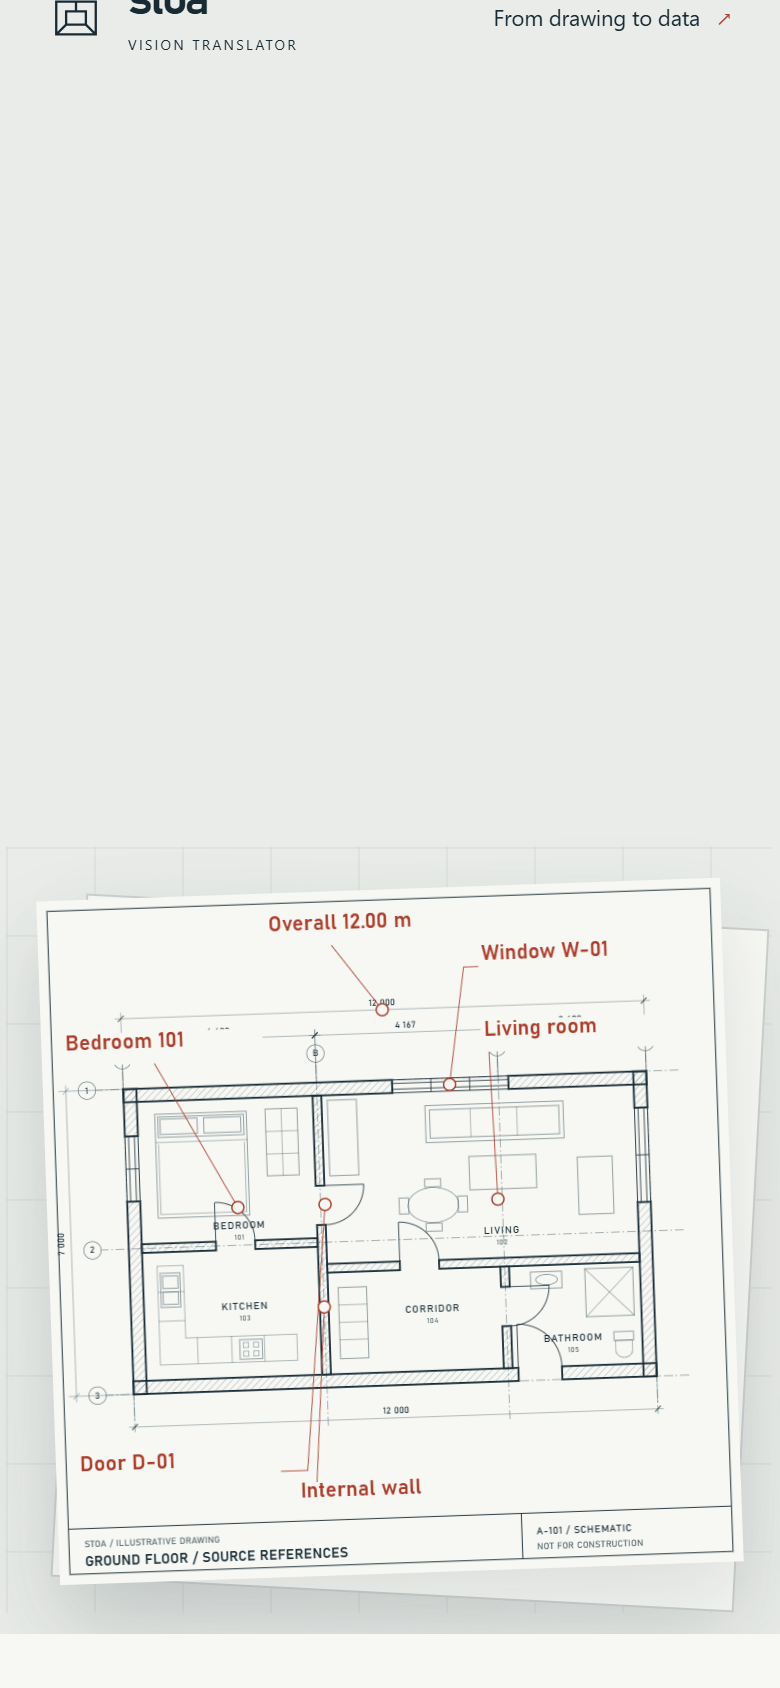 Stoa
VISION TRANSLATOR
From drawing to data ↗
Overall 12.00 m
Window W-01
12 000
4 167
Living room
Bedroom 101
B
1
BEDROOM
101
LIVING
102
2
7 000
KITCHEN
103
CORRIDOR
104
BATHROOM
105
3
12 000
Door D-01
Internal wall
STOA / ILLUSTRATIVE DRAWING
GROUND FLOOR / SOURCE REFERENCES
A-101 / SCHEMATIC
NOT FOR CONSTRUCTION